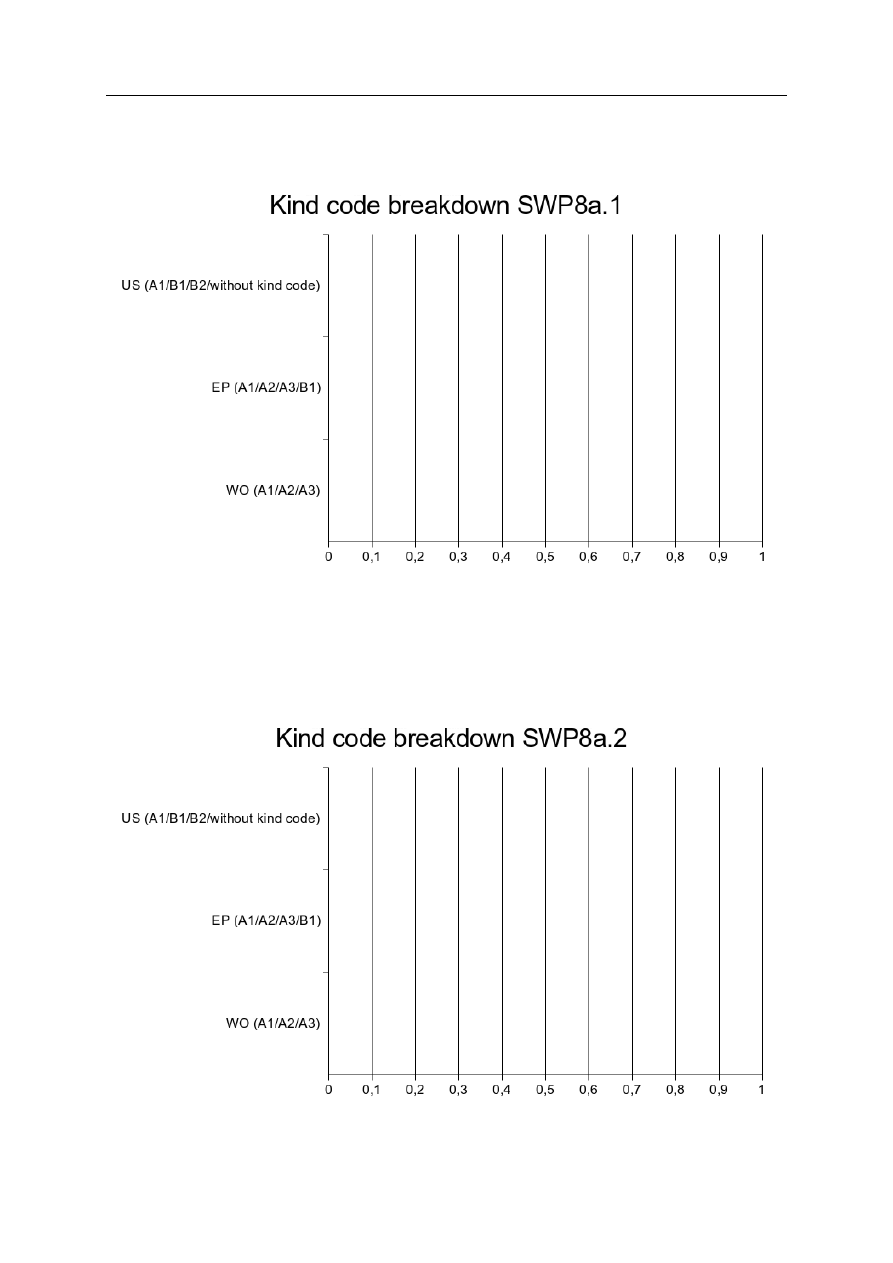 Kind code breakdown SWP8a.1
US (A1/B1/B2/without kind code)
EP (A1/A2/A3/B1)
WO (A1/A2/A3)
0 0,1 0,2 0,3 0,4 0,5 0,6 0,7 0,8 0,9 1
Kind code breakdown SWP8a.2
US (A1/B1/B2/without kind code)
EP (A1/A2/A3/B1)
WO (A1/A2/A3)
0 0,1 0,2 0,3 0,4 0,5 0,6 0,7 0,8 0,9 1